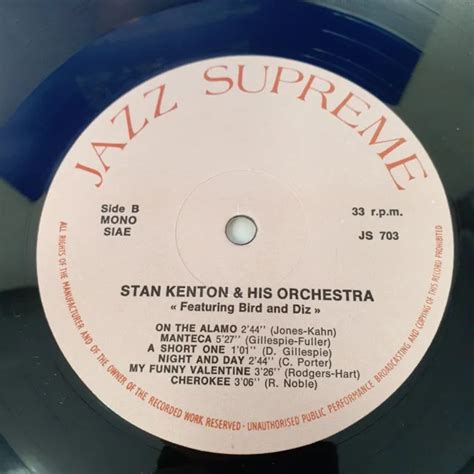 JAZZ SUPREME
Side B
MONO
SIAE
33 r.p.m.
JS 703
STAN KENTON & HIS ORCHESTRA
« Featuring Bird and Diz »
ON THE ALAMO 2'44'' (Jones-Kahn)
MANTECA 5'27'' (Gillespie-Fuller)
A SHORT ONE 1'01'' (D. Gillespie)
NIGHT AND DAY 2'44'' (C. Porter)
MY FUNNY VALENTINE 3'26'' (Rodgers-Hart)
CHEROKEE 3'06'' (R. Noble)
ALL RIGHTS OF THE MANUFACTURER AND OF THE OWNER OF THE RECORDED WORK RESERVED - UNAUTHORISED PUBLIC PERFORMANCE BROADCASTING AND COPYING OF THIS RECORD PROHIBITED